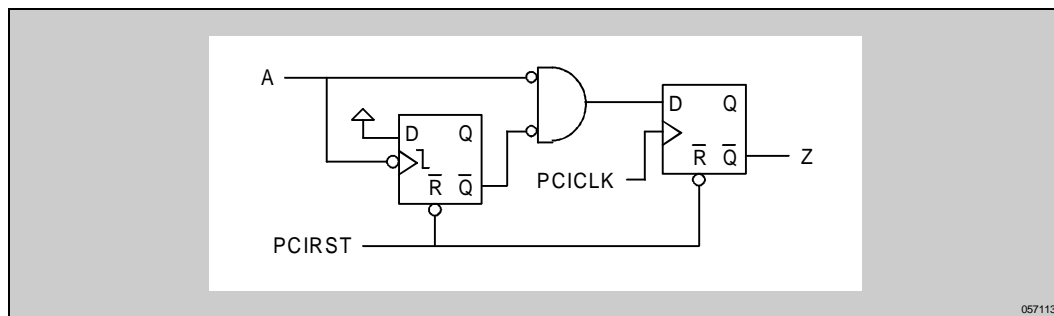 A
D Q
R Q
PCIRST
PCICLK
D Q
R Q
Z
057113